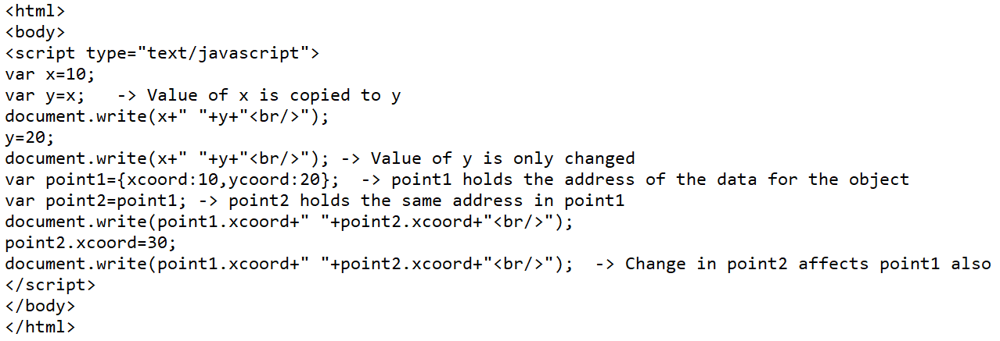 <html>
<body>
<script type="text/javascript">
var x=10;
var y=x;   -> Value of x is copied to y
document.write(x+" "+y+"<br/>");
y=20;
document.write(x+" "+y+"<br/>"); -> Value of y is only changed
var point1={xcoord:10,ycoord:20};  -> point1 holds the address of the data for the object
var point2=point1; -> point2 holds the same address in point1
document.write(point1.xcoord+" "+point2.xcoord+"<br/>");
point2.xcoord=30;
document.write(point1.xcoord+" "+point2.xcoord+"<br/>");  -> Change in point2 affects point1 also
</script>
</body>
</html>